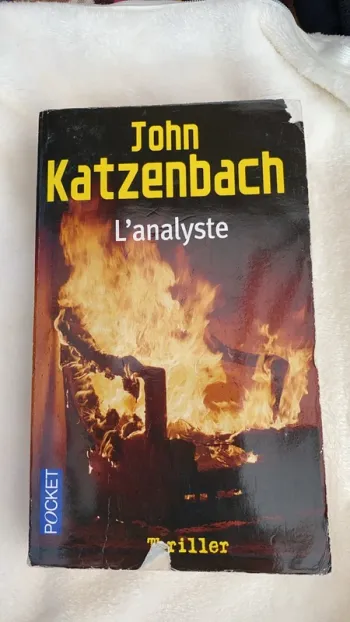 John
Katzenbach
L'analyste
POCKET
Thriller